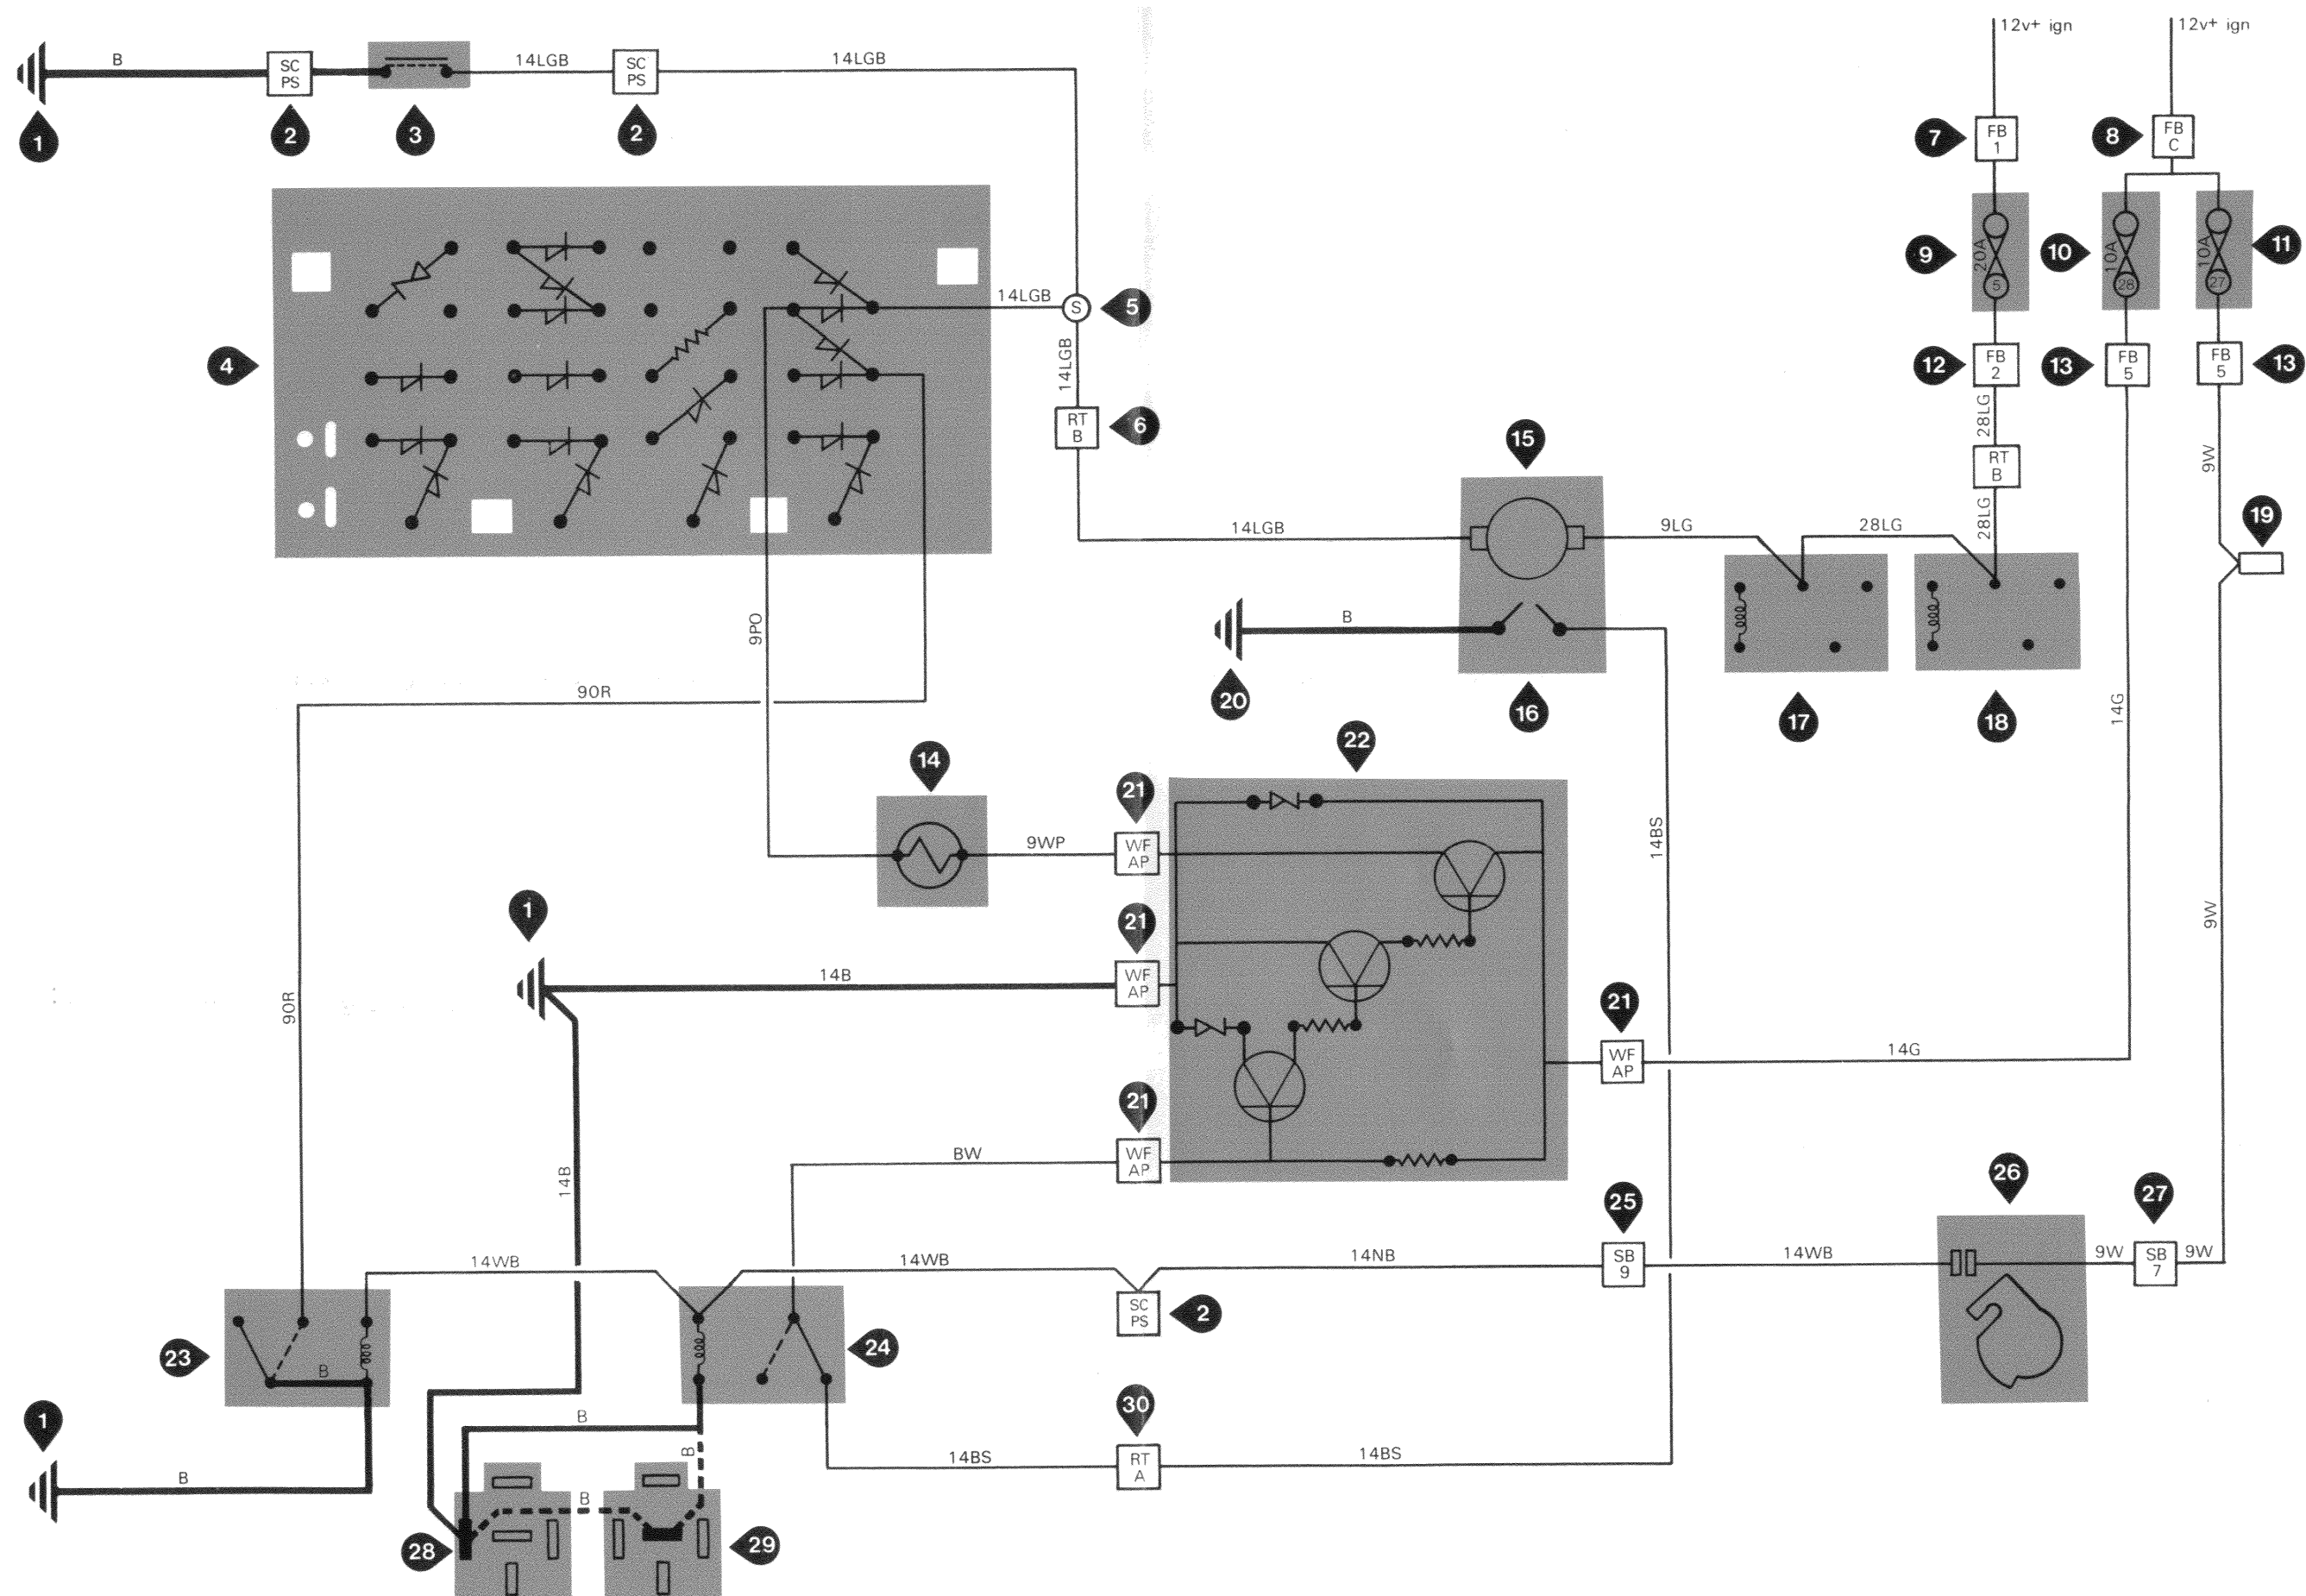 12v+ ign
12v+ ign
B
SC
PS
14LGB
SC
PS
14LGB
1
2
3
2
7
FB
1
8
FB
C
4
14LGB
S
5
9
20A
5
10
10A
28
10A
27
11
14LGB
RT
B
6
12
FB
2
13
FB
5
FB
5
13
28LG
RT
B
28LG
9W
15
14LGB
9LG
28LG
19
9PO
B
20
16
17
18
90R
14G
14
22
21
9WP
WF
AP
14BS
1
21
14B
WF
AP
9W
90R
21
WF
AP
14G
21
BW
WF
AP
14B
25
26
27
14WB
14WB
14NB
SB
9
14WB
9W
SB
7
9W
SC
PS
2
23
B
24
1
B
B
30
B
14BS
RT
A
14BS
B
28
29